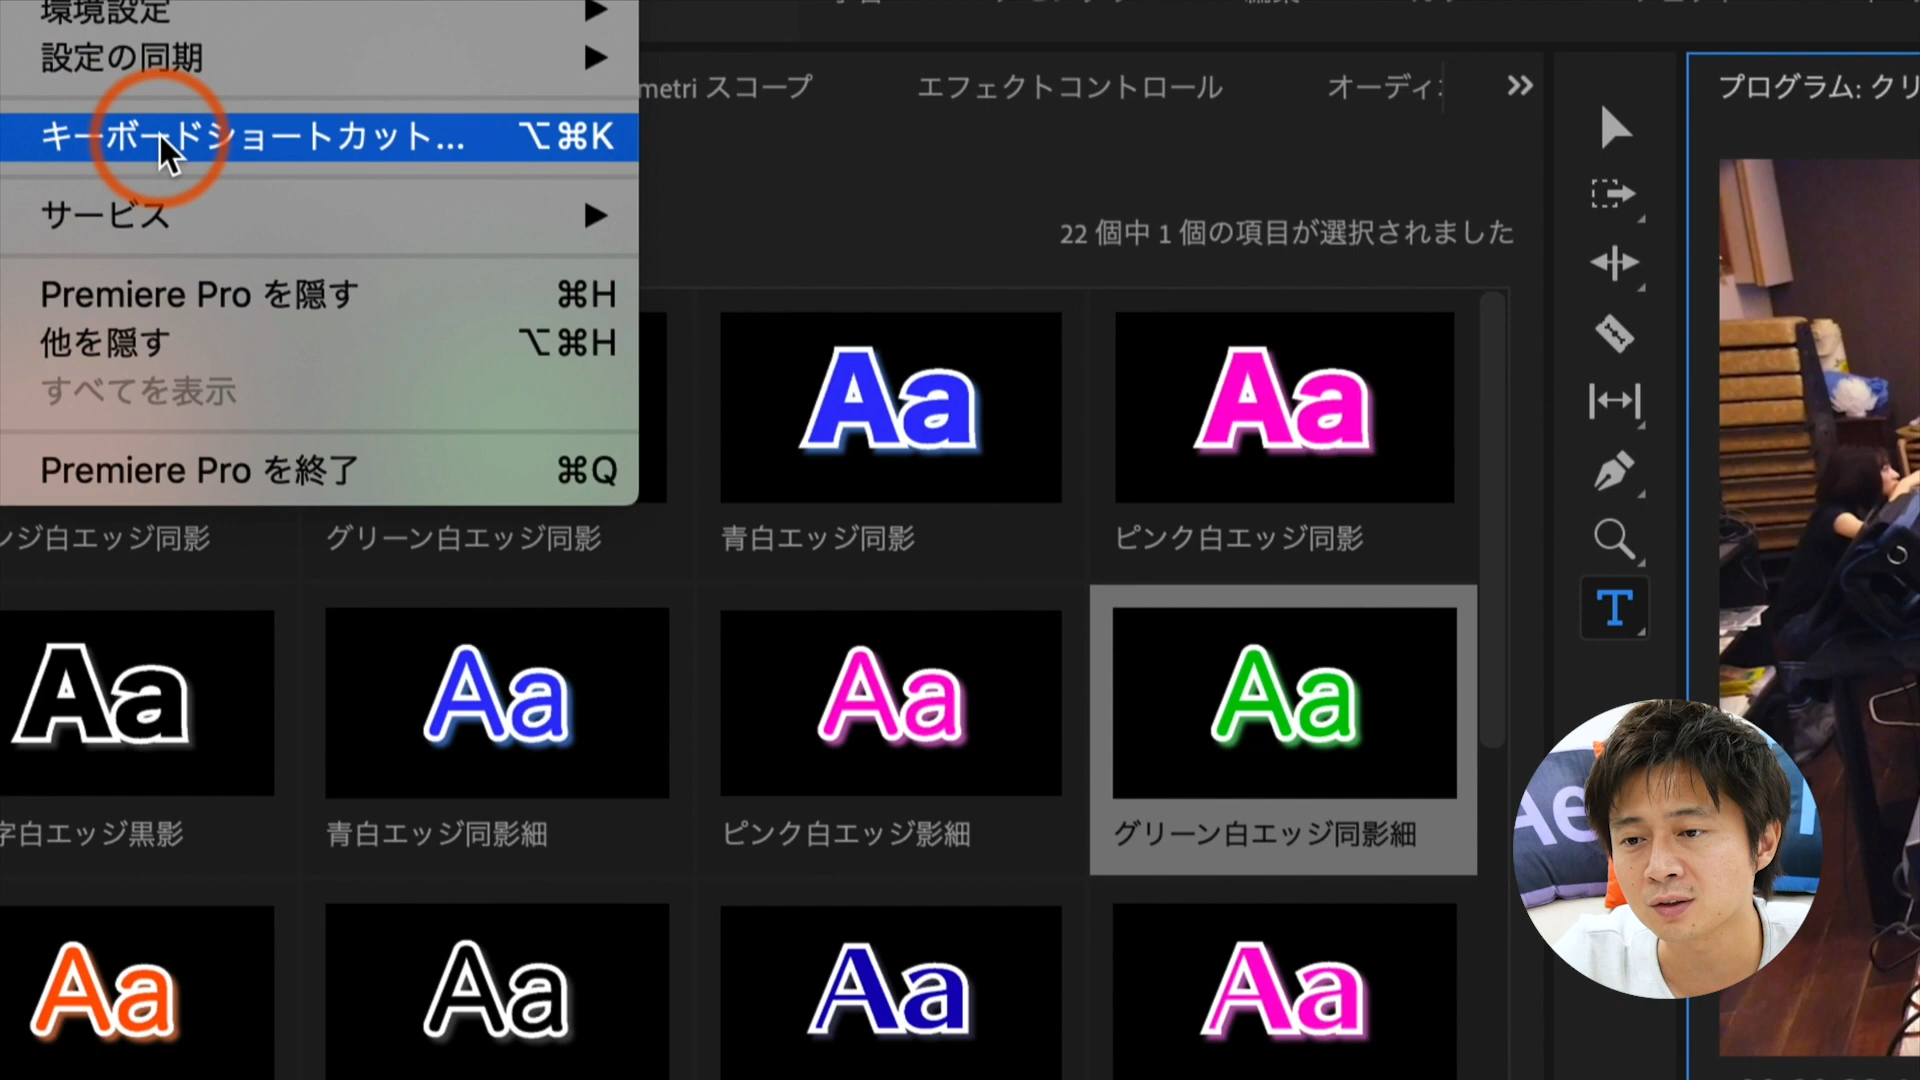 環境設定
設定の同期
キーボードショートカット... ⌥⌘K
サービス
Premiere Pro を隠す ⌘H
他を隠す ⌥⌘H
すべてを表示
Premiere Pro を終了 ⌘Q
metri スコープ
エフェクトコントロール
オーディ
22 個中 1 個の項目が選択されました
プログラム: クリ
Aa
Aa
ンジ白エッジ同影
グリーン白エッジ同影
青白エッジ同影
ピンク白エッジ同影
Aa
Aa
Aa
Aa
字白エッジ黒影
青白エッジ同影細
ピンク白エッジ影細
グリーン白エッジ同影細
Aa
Aa
Aa
Aa
T
Ae